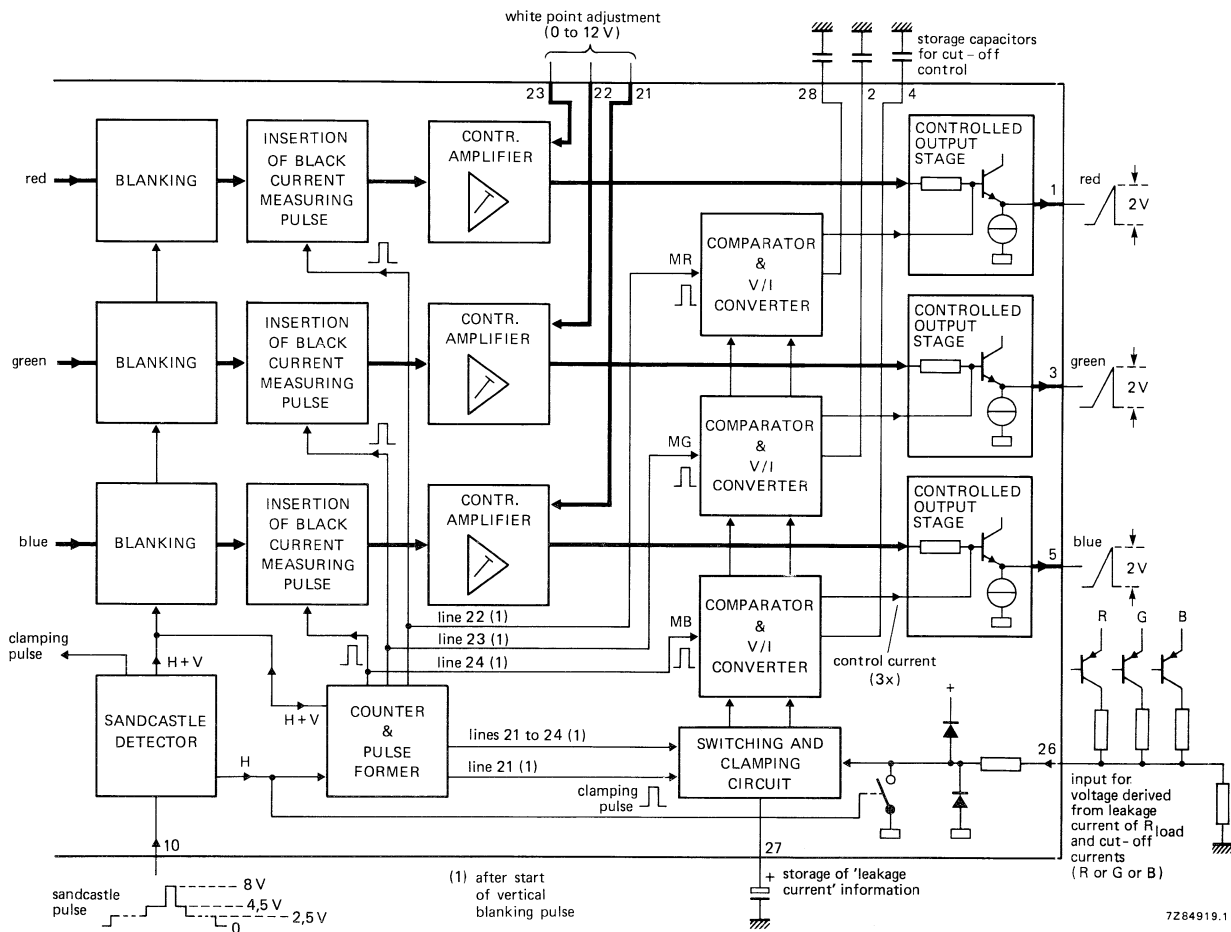 white point adjustment
(0 to 12 V)
storage capacitors
for cut-off
control
23
22
21
28
2
4
red
BLANKING
INSERTION
OF BLACK
CURRENT
MEASURING
PULSE
CONTR.
AMPLIFIER
CONTROLLED
OUTPUT
STAGE
1
red
2 V
MR
COMPARATOR
&
V/I
CONVERTER
green
BLANKING
INSERTION
OF BLACK
CURRENT
MEASURING
PULSE
CONTR.
AMPLIFIER
CONTROLLED
OUTPUT
STAGE
3
green
2 V
MG
COMPARATOR
&
V/I
CONVERTER
blue
BLANKING
INSERTION
OF BLACK
CURRENT
MEASURING
PULSE
CONTR.
AMPLIFIER
CONTROLLED
OUTPUT
STAGE
5
blue
2 V
line 22 (1)
line 23 (1)
line 24 (1)
MB
COMPARATOR
&
V/I
CONVERTER
control current
(3x)
R
G
B
clamping
pulse
H + V
H+V
SANDCASTLE
DETECTOR
H
COUNTER
&
PULSE
FORMER
lines 21 to 24 (1)
line 21 (1)
clamping
pulse
SWITCHING AND
CLAMPING
CIRCUIT
+
26
input for
voltage derived
from leakage
current of Rload
and cut-off
currents
(R or G or B)
10
27
sandcastle
pulse
8 V
4,5 V
2,5 V
0
(1) after start
of vertical
blanking pulse
+
storage of 'leakage
current' information
7Z84919.1